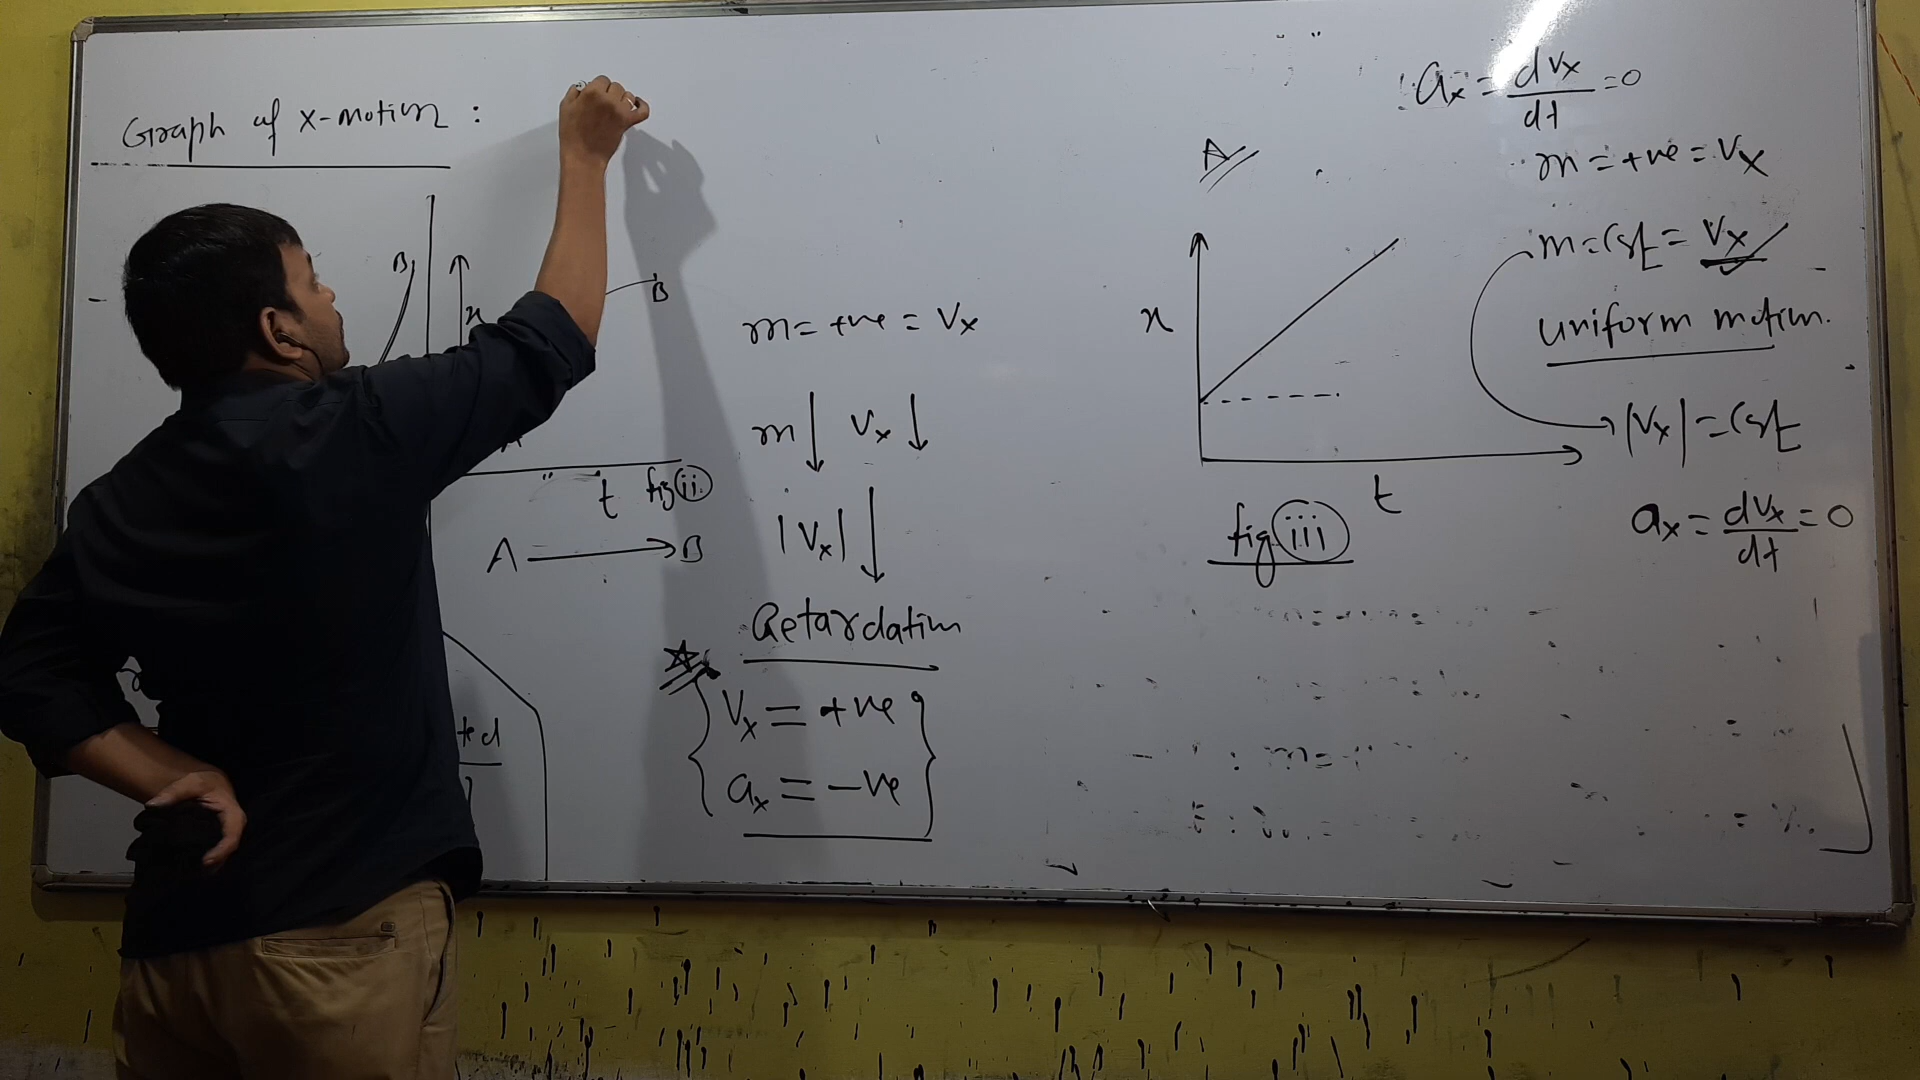 Graph of x-motion :
B
x
B
t fig (ii)
A → B
ted
m = +ve = Vx
m ↓ Vx ↓
|Vx| ↓
Retardation
Vx = +ve
ax = -ve
A
x
t
fig (iii)
ax = dVx/dt = 0
m = +ve = Vx
m = Cst = Vx
uniform motion.
→ |Vx| = Cst
ax = dVx/dt = 0